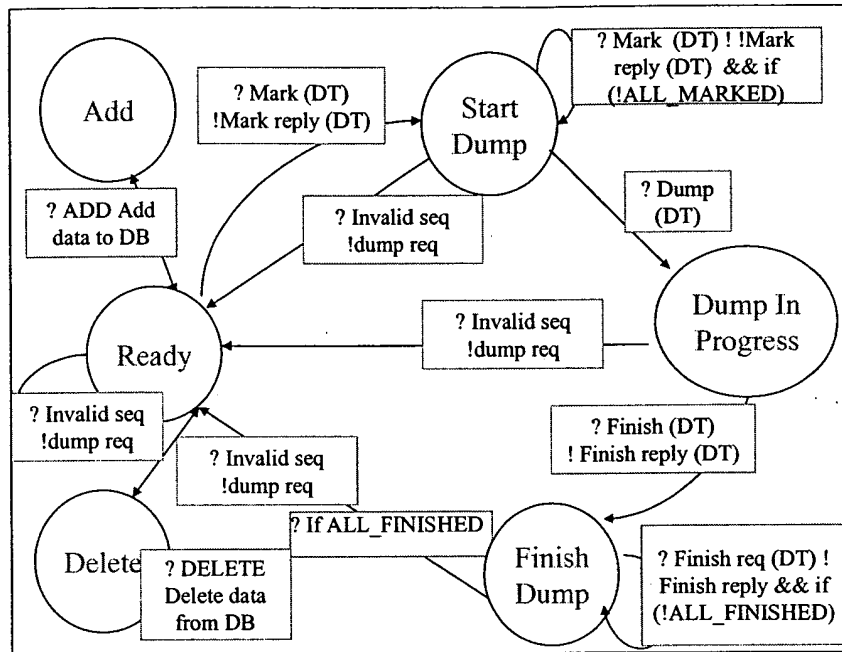 Add
? Mark (DT)
!Mark reply (DT)
Start
Dump
? Mark (DT) ! !Mark
reply (DT) && if
(!ALL_MARKED)
? ADD Add
data to DB
? Invalid seq
!dump req
? Dump
(DT)
Ready
? Invalid seq
!dump req
Dump In
Progress
? Invalid seq
!dump req
? Invalid seq
!dump req
? Finish (DT)
! Finish reply (DT)
? If ALL_FINISHED
Delete
? DELETE
Delete data
from DB
Finish
Dump
? Finish req (DT) !
Finish reply && if
(!ALL_FINISHED)